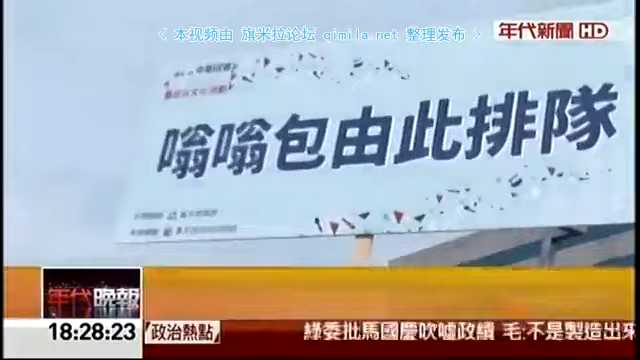 < 本视频由 旗米拉论坛 qimila.net 整理发布 >
年代新聞 HD
嗡嗡包由此排隊
年代晚報
18:28:23
政治熱點
綠委批馬國慶吹噓政績 毛:不是製造出來